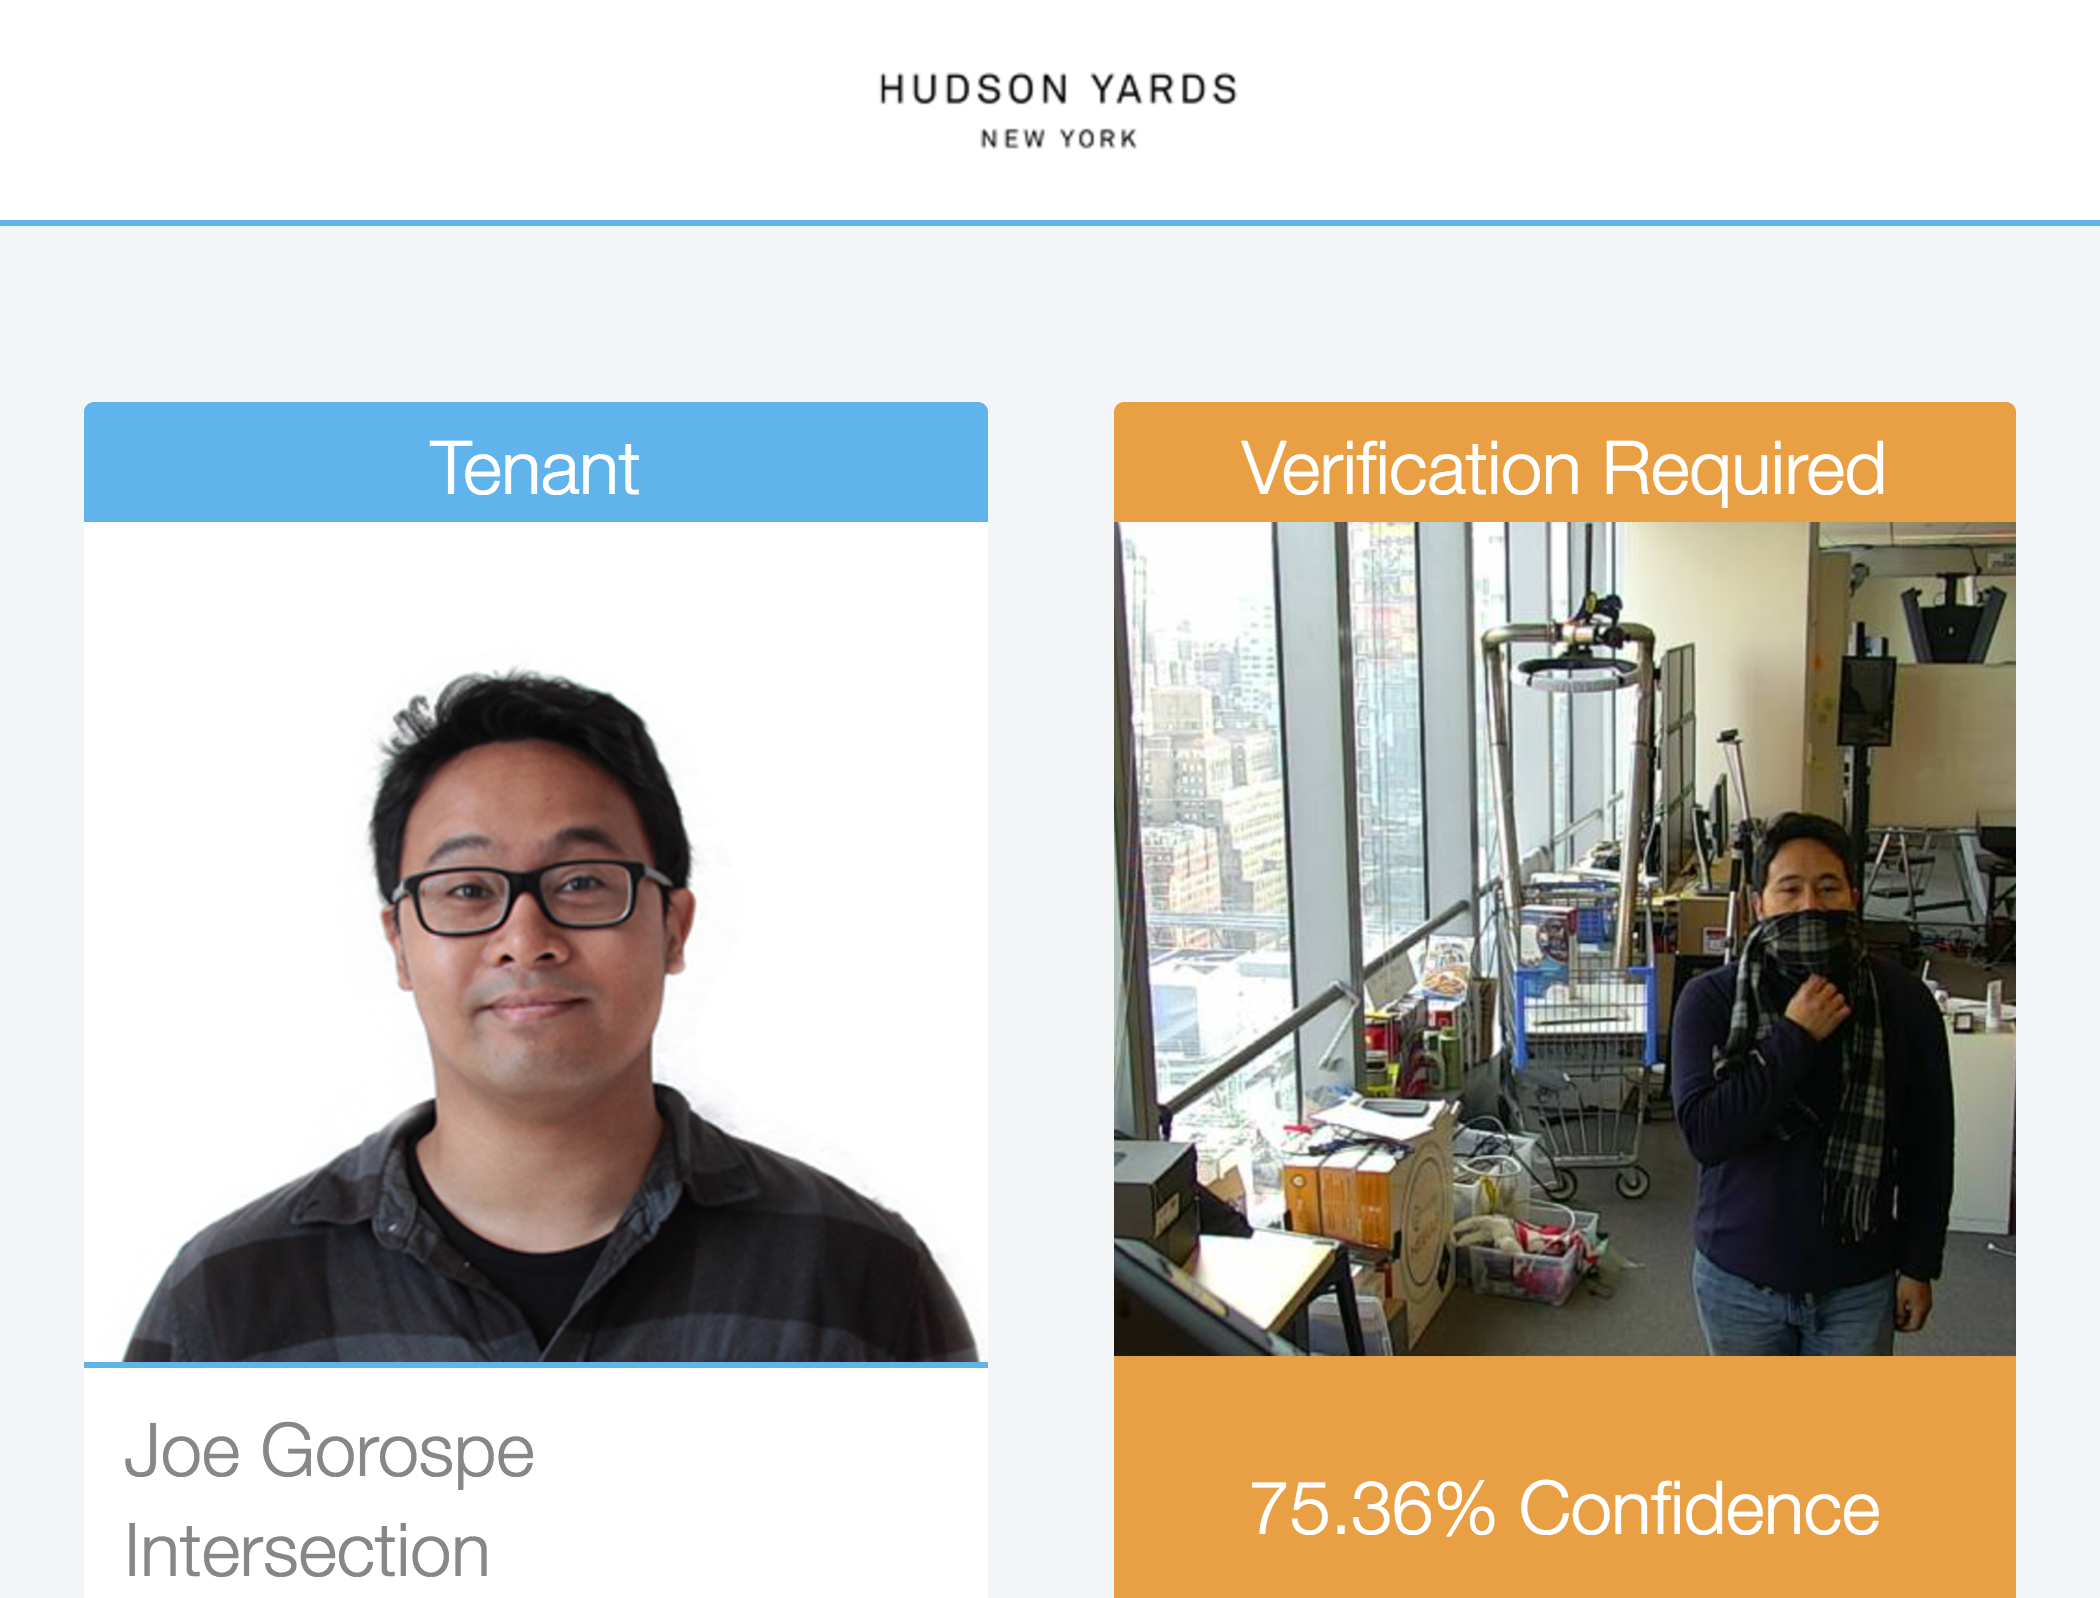 HUDSON YARDS
NEW YORK
Tenant
Joe Gorospe
Intersection
Verification Required
75.36% Confidence